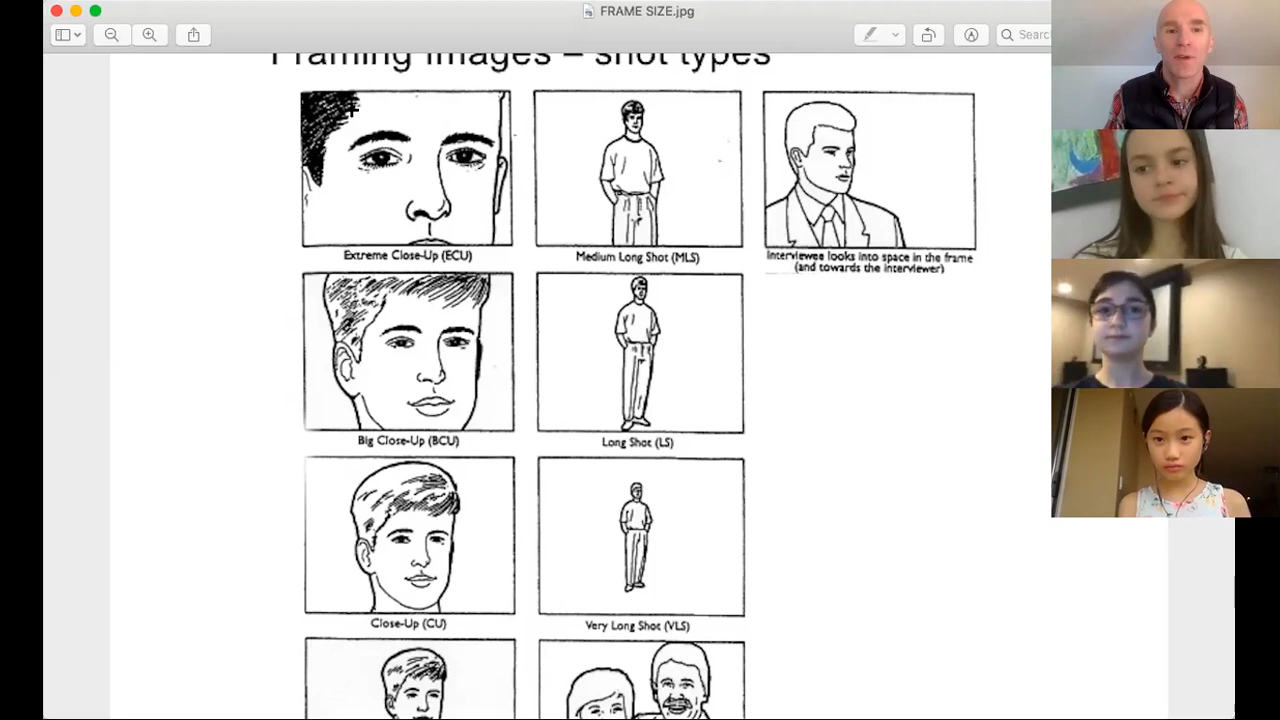 FRAME SIZE.jpg
Search
Framing images – shot types
Extreme Close-Up (ECU)
Medium Long Shot (MLS)
Interviewee looks into space in the frame
(and towards the interviewer)
Big Close-Up (BCU)
Long Shot (LS)
Close-Up (CU)
Very Long Shot (VLS)